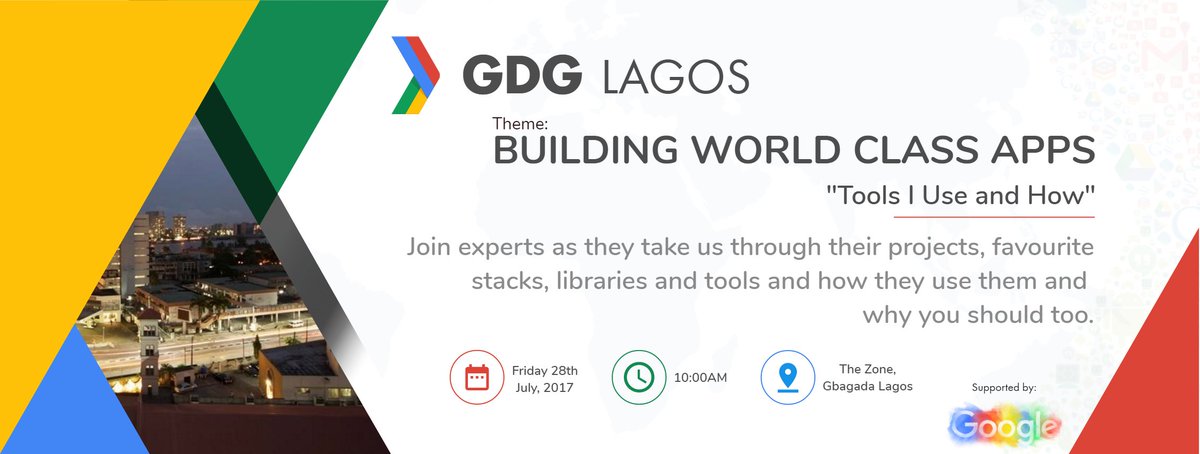 GDG LAGOS
Theme:
BUILDING WORLD CLASS APPS
"Tools I Use and How"
Join experts as they take us through their projects, favourite
stacks, libraries and tools and how they use them and
why you should too.
Friday 28th
July, 2017
10:00AM
The Zone,
Gbagada Lagos
Supported by:
Google